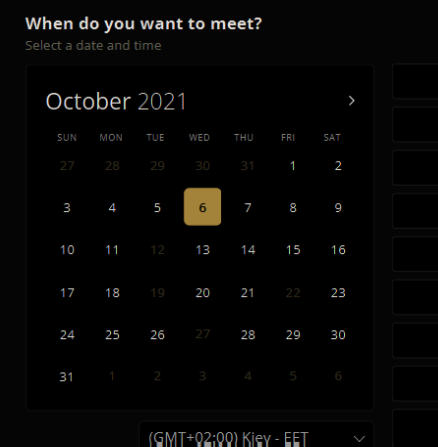 When do you want to meet?
Select a date and time
October 2021
SUN MON TUE WED THU FRI SAT
27 28 29 30 31 1 2
3 4 5 6 7 8 9
10 11 12 13 14 15 16
17 18 19 20 21 22 23
24 25 26 27 28 29 30
31 1 2 3 4 5 6
(GMT+02:00) Kiev - EET